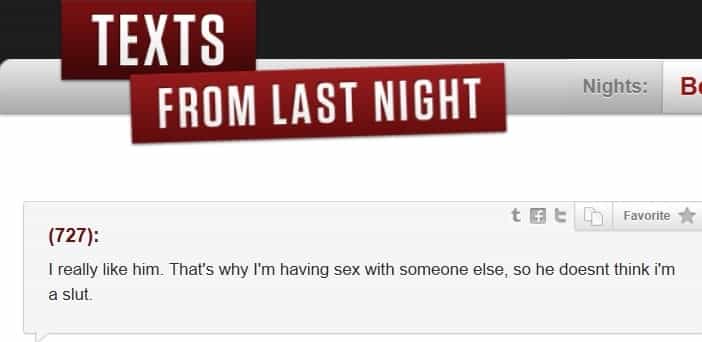 TEXTS
FROM LAST NIGHT
Nights:
Favorite
(727):
I really like him. That's why I'm having sex with someone else, so he doesnt think i'm
a slut.